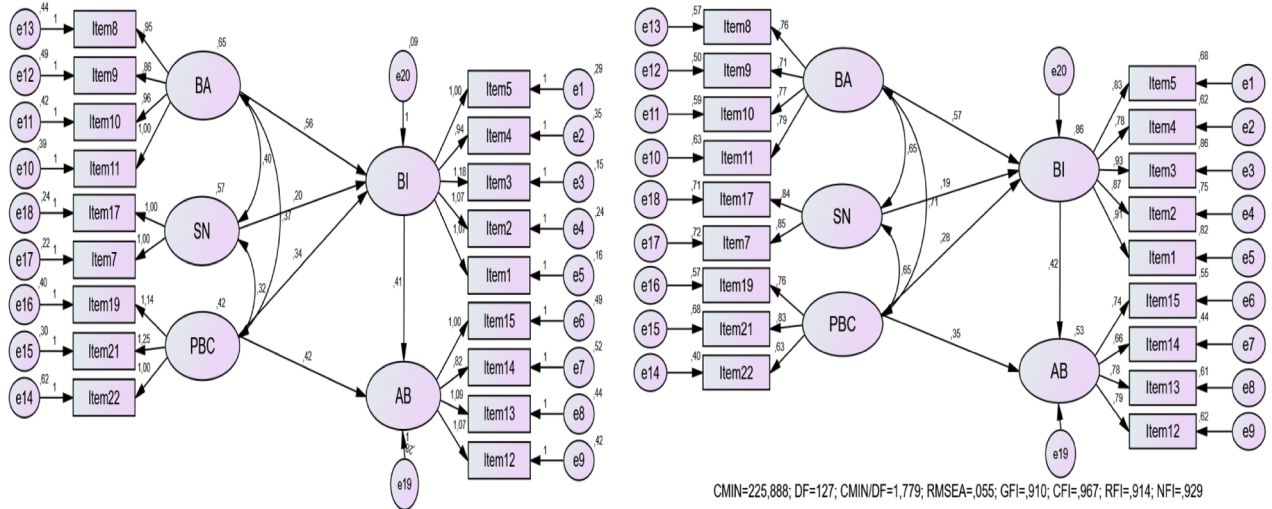 ,44
e13 1 Item8 ,95
,49
e12 1 Item9 ,86
,42
e11 1 Item10 ,96
,39
e10 1 Item11 1,00
,65
BA
,24
e18 1 Item17 1,00
,22
e17 1 Item7 1,00
,57
SN
,40
e16 1 Item19 1,14
,30
e15 1 Item21 1,25
,62
e14 1 Item22 1,00
,42
PBC
,40
,37
,32
,56
,20
,34
,42
,09
e20
1
BI
,41
1,00 Item5 1 e1 ,29
,94 Item4 1 e2 ,35
1,18 Item3 1 e3 ,15
1,07 Item2 1 e4 ,24
1,07 Item1 1 e5 ,16
1,00 Item15 1 e6 ,49
,82 Item14 1 e7 ,52
1,09 Item13 1 e8 ,44
1,07 Item12 1 e9 ,42
AB
1
e19
e13 ,57 Item8 ,76
e12 ,50 Item9 ,71
e11 ,59 Item10 ,77
e10 ,63 Item11 ,79
BA
e18 ,71 Item17 ,84
e17 ,72 Item7 ,85
SN
e16 ,57 Item19 ,76
e15 ,68 Item21 ,83
e14 ,40 Item22 ,63
PBC
,65
,71
,65
,57
,19
,28
,35
e20
,86
BI
,42
,83 Item5 ,68 e1
,78 Item4 ,62 e2
,93 Item3 ,86 e3
,87 Item2 ,75 e4
,91 Item1 ,82 e5
,74 Item15 ,55 e6
,66 Item14 ,44 e7
,78 Item13 ,61 e8
,79 Item12 ,62 e9
,53
AB
e19
CMIN=225,888; DF=127; CMIN/DF=1,779; RMSEA=,055; GFI=,910; CFI=,967; RFI=,914; NFI=,929